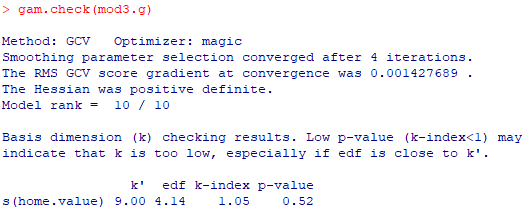 > gam.check(mod3.g)
Method: GCV   Optimizer: magic
Smoothing parameter selection converged after 4 iterations.
The RMS GCV score gradient at convergence was 0.001427689 .
The Hessian was positive definite.
Model rank =  10 / 10
Basis dimension (k) checking results. Low p-value (k-index<1) may
indicate that k is too low, especially if edf is close to k'.
k'  edf k-index p-value
s(home.value) 9.00 4.14    1.05    0.52